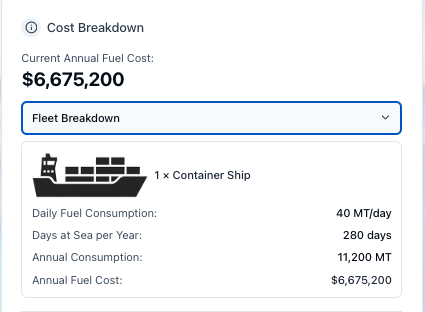 Cost Breakdown
Current Annual Fuel Cost:
$6,675,200
Fleet Breakdown
1 × Container Ship
Daily Fuel Consumption: 40 MT/day
Days at Sea per Year: 280 days
Annual Consumption: 11,200 MT
Annual Fuel Cost: $6,675,200